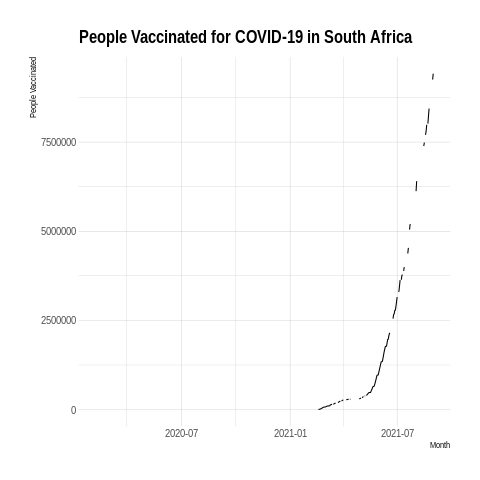 People Vaccinated for COVID-19 in South Africa
People Vaccinated
7500000
5000000
2500000
0
2020-07
2021-01
2021-07
Month